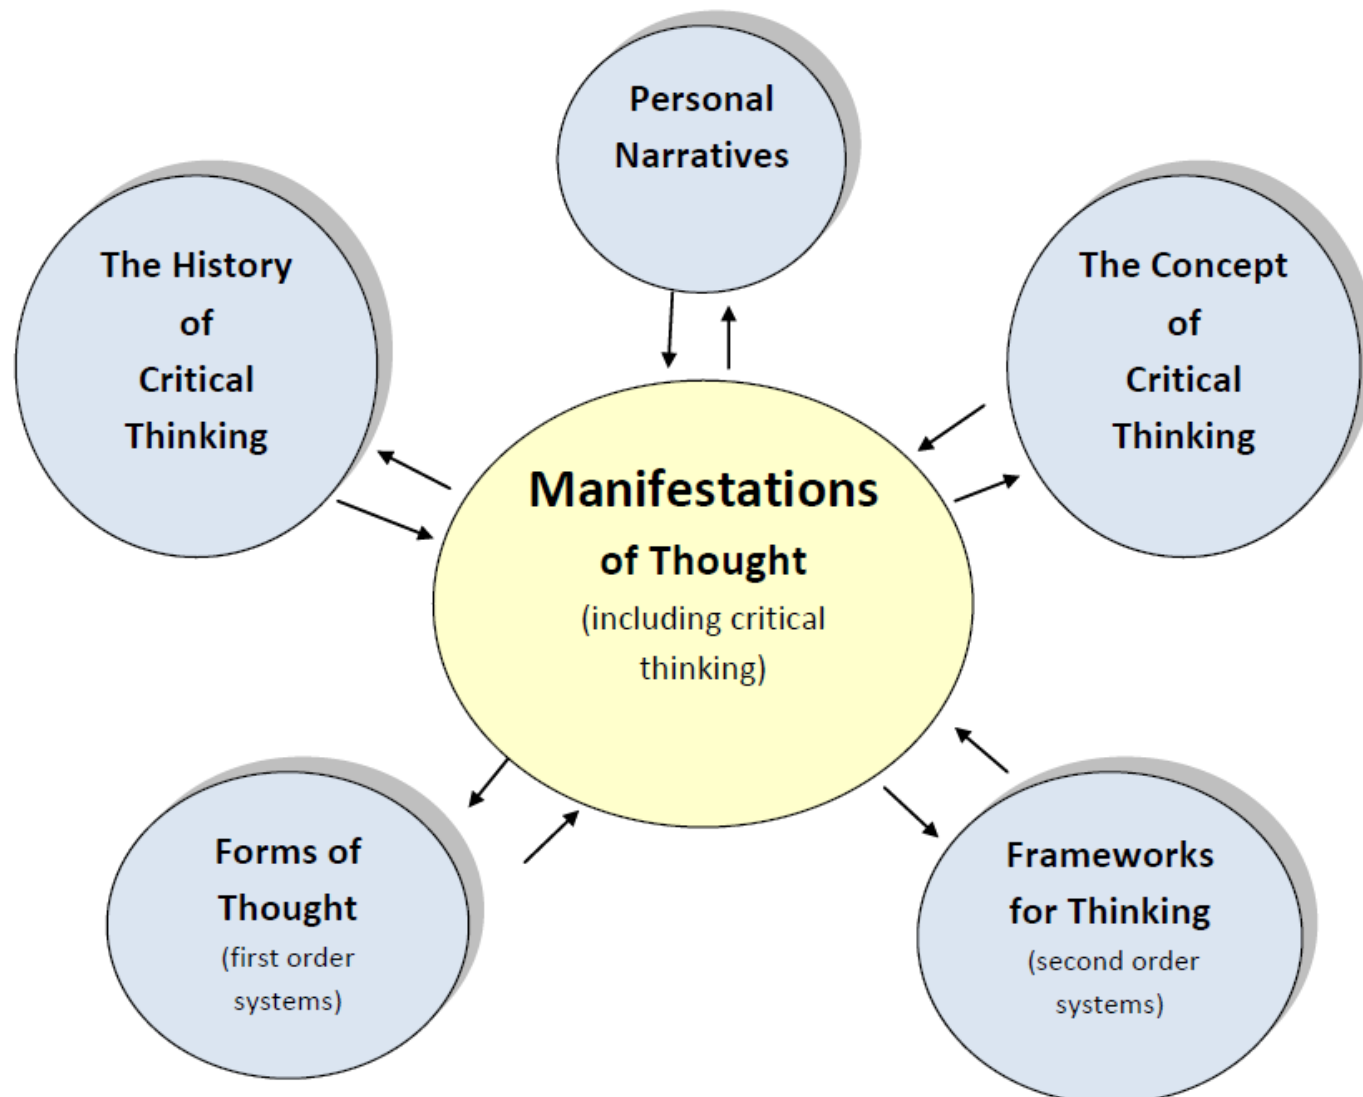 Personal
Narratives
The History
of
Critical
Thinking
The Concept
of
Critical
Thinking
Manifestations
of Thought
(including critical
thinking)
Forms of
Thought
(first order
systems)
Frameworks
for Thinking
(second order
systems)